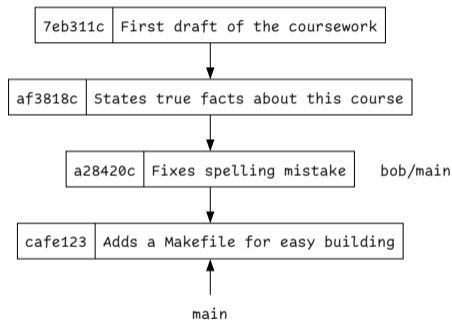 7eb311c First draft of the coursework
af3818c States true facts about this course
a28420c Fixes spelling mistake bob/main
cafe123 Adds a Makefile for easy building
main